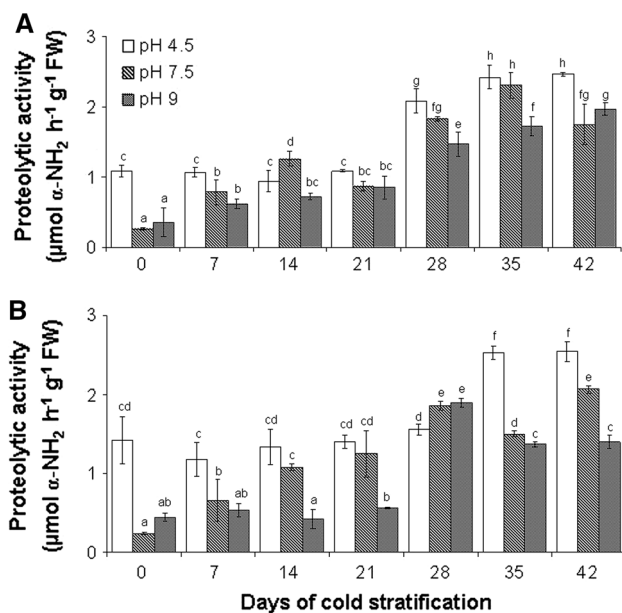 A
Proteolytic activity
(µmol α-NH₂ h⁻¹ g⁻¹ FW)
3
2
1
0
pH 4.5
pH 7.5
pH 9
c a a
c b b
c d bc
c bc bc
g fg e
h h f
h fg g
0 7 14 21 28 35 42
B
Proteolytic activity
(µmol α-NH₂ h⁻¹ g⁻¹ FW)
3
2
1
0
cd a ab
c b ab
cd c a
cd cd b
d e e
f d c
f e c
0 7 14 21 28 35 42
Days of cold stratification